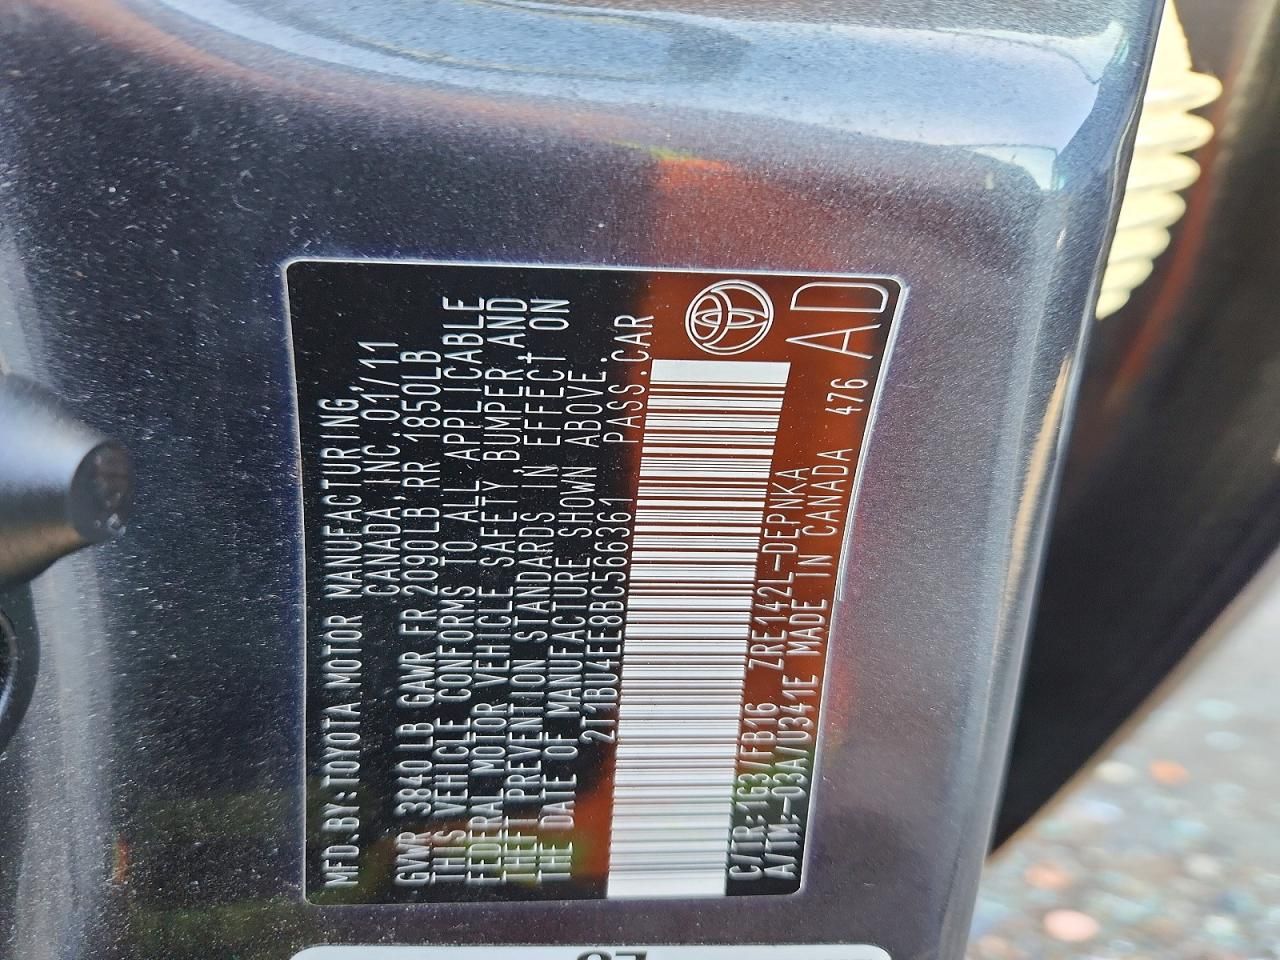 MFD.BY:TOYOTA MOTOR MANUFACTURING,
CANADA,INC.01/11
GVWR 3840LB GAWR FR 2090LB RR 1850LB
THIS VEHICLE CONFORMS TO ALL APPLICABLE
FEDERAL MOTOR VEHICLE SAFETY,BUMPER,AND
THEFT PREVENTION STANDARDS IN EFFECT ON
THE DATE OF MANUFACTURE SHOWN ABOVE.
2T1BU4EE8BC566361 PASS.CAR
C/TR:1G3/FB16 ZRE142L-DEPNKA
A/TM:-03A/U341E MADE IN CANADA 476
AD